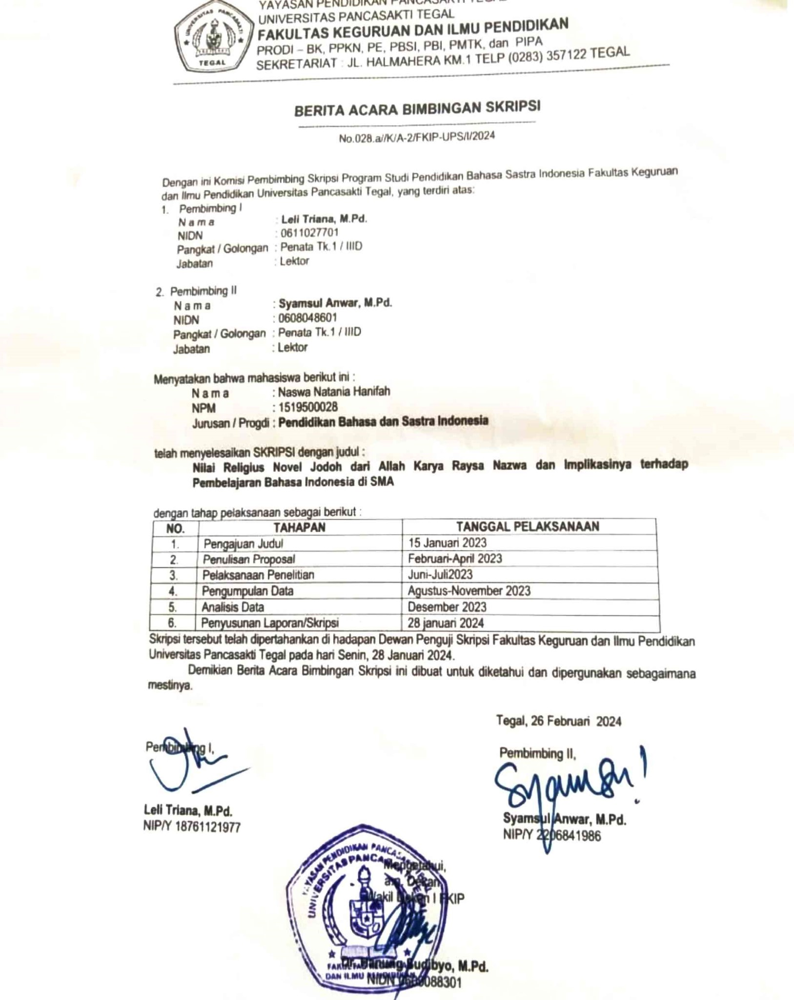 YAYASAN PENDIDIKAN PANCASAKTI TEGAL
UNIVERSITAS PANCASAKTI TEGAL
FAKULTAS KEGURUAN DAN ILMU PENDIDIKAN
PRODI – BK, PPKN, PE, PBSI, PBI, PMTK, dan PIPA
SEKRETARIAT : JL. HALMAHERA KM.1 TELP (0283) 357122 TEGAL
UNIVERSITAS PANCASAKTI
TEGAL
BERITA ACARA BIMBINGAN SKRIPSI
No.028.a//K/A-2/FKIP-UPS/I/2024
Dengan ini Komisi Pembimbing Skripsi Program Studi Pendidikan Bahasa Sastra Indonesia Fakultas Keguruan
dan Ilmu Pendidikan Universitas Pancasakti Tegal, yang terdiri atas:
1. Pembimbing I
N a m a : Leli Triana, M.Pd.
NIDN : 0611027701
Pangkat / Golongan : Penata Tk.1 / IIID
Jabatan : Lektor
2. Pembimbing II
N a m a : Syamsul Anwar, M.Pd.
NIDN : 0608048601
Pangkat / Golongan : Penata Tk.1 / IIID
Jabatan : Lektor
Menyatakan bahwa mahasiswa berikut ini :
N a m a : Naswa Natania Hanifah
NPM : 1519500028
Jurusan / Progdi : Pendidikan Bahasa dan Sastra Indonesia
telah menyelesaikan SKRIPSI dengan judul :
Nilai Religius Novel Jodoh dari Allah Karya Raysa Nazwa dan Implikasinya terhadap
Pembelajaran Bahasa Indonesia di SMA
dengan tahap pelaksanaan sebagai berikut :
NO. TAHAPAN TANGGAL PELAKSANAAN
1. Pengajuan Judul 15 Januari 2023
2. Penulisan Proposal Februari-April 2023
3. Pelaksanaan Penelitian Juni-Juli2023
4. Pengumpulan Data Agustus-November 2023
5. Analisis Data Desember 2023
6. Penyusunan Laporan/Skripsi 28 januari 2024
Skripsi tersebut telah dipertahankan di hadapan Dewan Penguji Skripsi Fakultas Keguruan dan Ilmu Pendidikan
Universitas Pancasakti Tegal pada hari Senin, 28 Januari 2024.
Demikian Berita Acara Bimbingan Skripsi ini dibuat untuk diketahui dan dipergunakan sebagaimana
mestinya.
Tegal, 26 Februari 2024
Pembimbing I,
Pembimbing II,
Leli Triana, M.Pd.
NIP/Y 18761121977
Syamsul Anwar, M.Pd.
NIP/Y 2206841986
Mengetahui,
a.n. Dekan
Wakil Dekan I FKIP
YAYASAN PENDIDIKAN PANCASAKTI TEGAL
UNIVERSITAS PANCASAKTI TEGAL
DAN ILMU PENDIDIKAN
Dr. Hanung Sudibyo, M.Pd.
NIDN